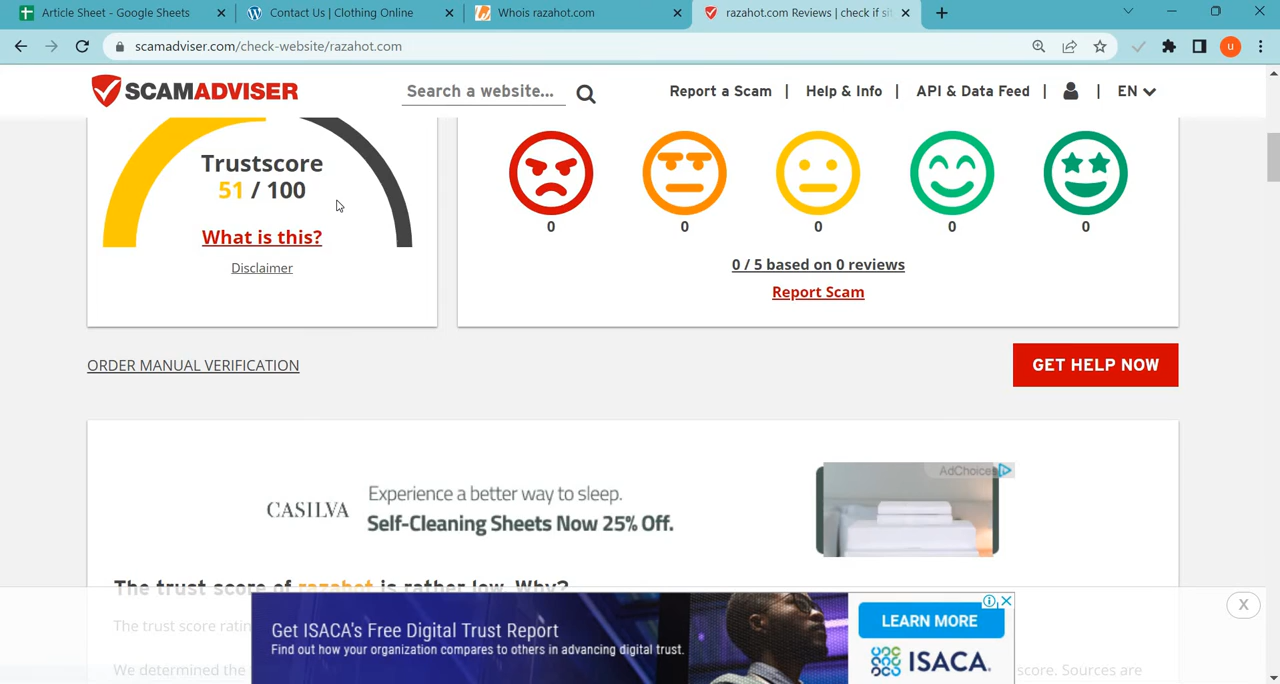 Article Sheet - Google Sheets
Contact Us | Clothing Online
Whois razahot.com
razahot.com Reviews | check if si
scamadviser.com/check-website/razahot.com
u
SCAMADVISER
Search a website...
Report a Scam | Help & Info | API & Data Feed | | EN
Trustscore
51 / 100
What is this?
Disclaimer
0
0
0
0
0
0 / 5 based on 0 reviews
Report Scam
ORDER MANUAL VERIFICATION
GET HELP NOW
CASILVA
Experience a better way to sleep.
Self-Cleaning Sheets Now 25% Off.
AdChoices
The trust score of razahot is rather low. Why?
The trust score ratin
We determined the
score. Sources are
Get ISACA's Free Digital Trust Report
Find out how your organization compares to others in advancing digital trust.
LEARN MORE
ISACA.
X